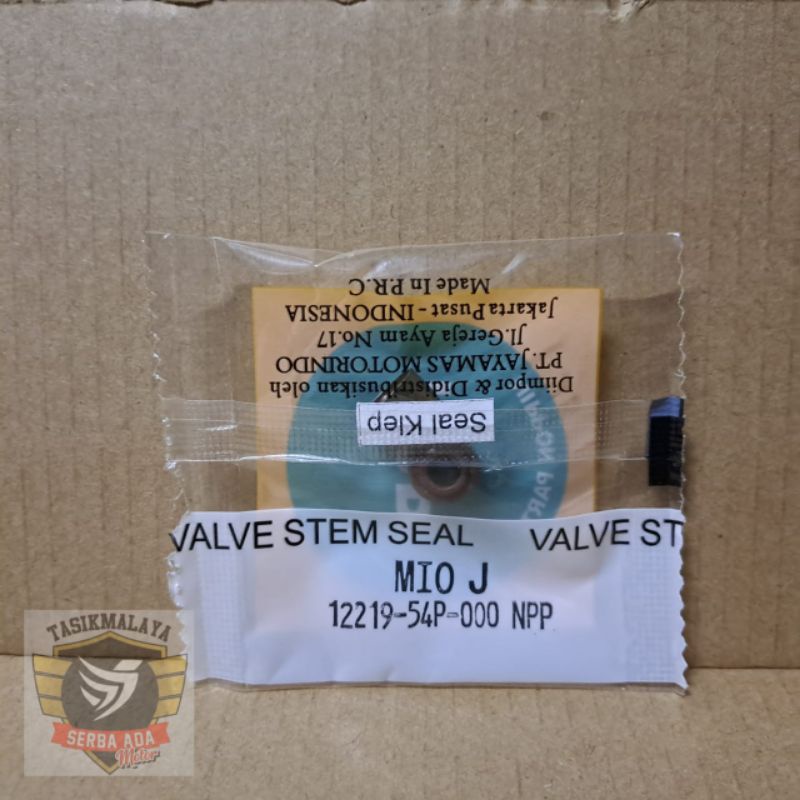 Diimpor & Didistribusikan oleh
PT. JAYAMAS MOTORINDO
Jl.Gereja Ayam No.17
Jakarta Pusat - INDONESIA
Made In P.R.C
Seal Klep
VALVE STEM SEAL VALVE ST
MIO J
12219-54P-000 NPP
TASIKMALAYA
SERBA ADA
Motor